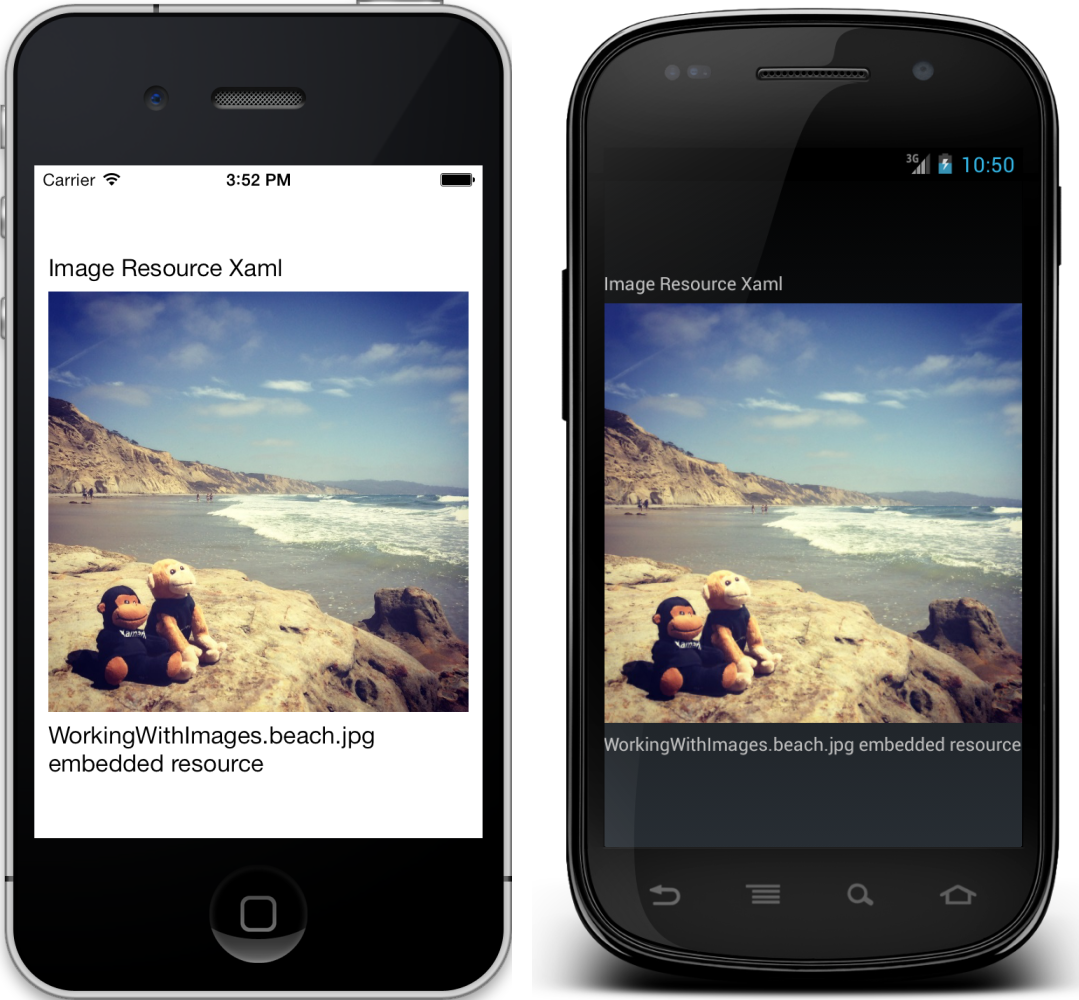 Carrier 3:52 PM
Image Resource Xaml
WorkingWithImages.beach.jpg
embedded resource
3G 10:50
Image Resource Xaml
WorkingWithImages.beach.jpg embedded resource